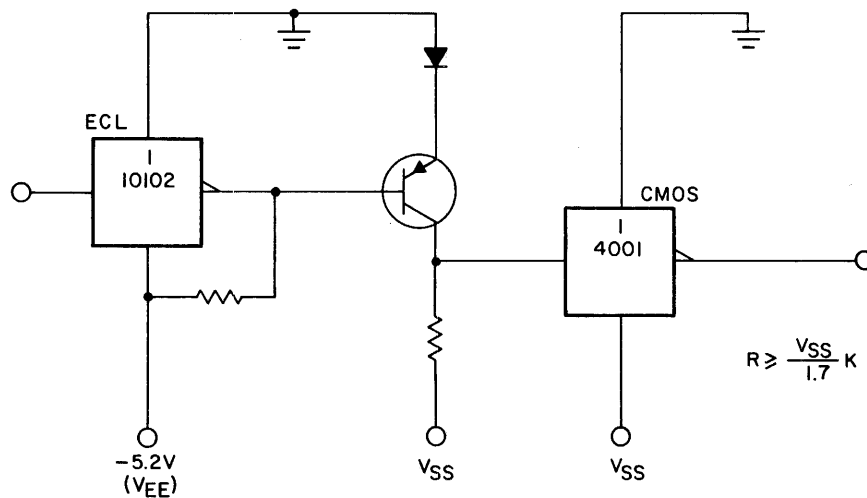 ECL
1
10102
CMOS
1
4001
R ≥ VSS/1.7 K
-5.2V
(VEE)
VSS
VSS